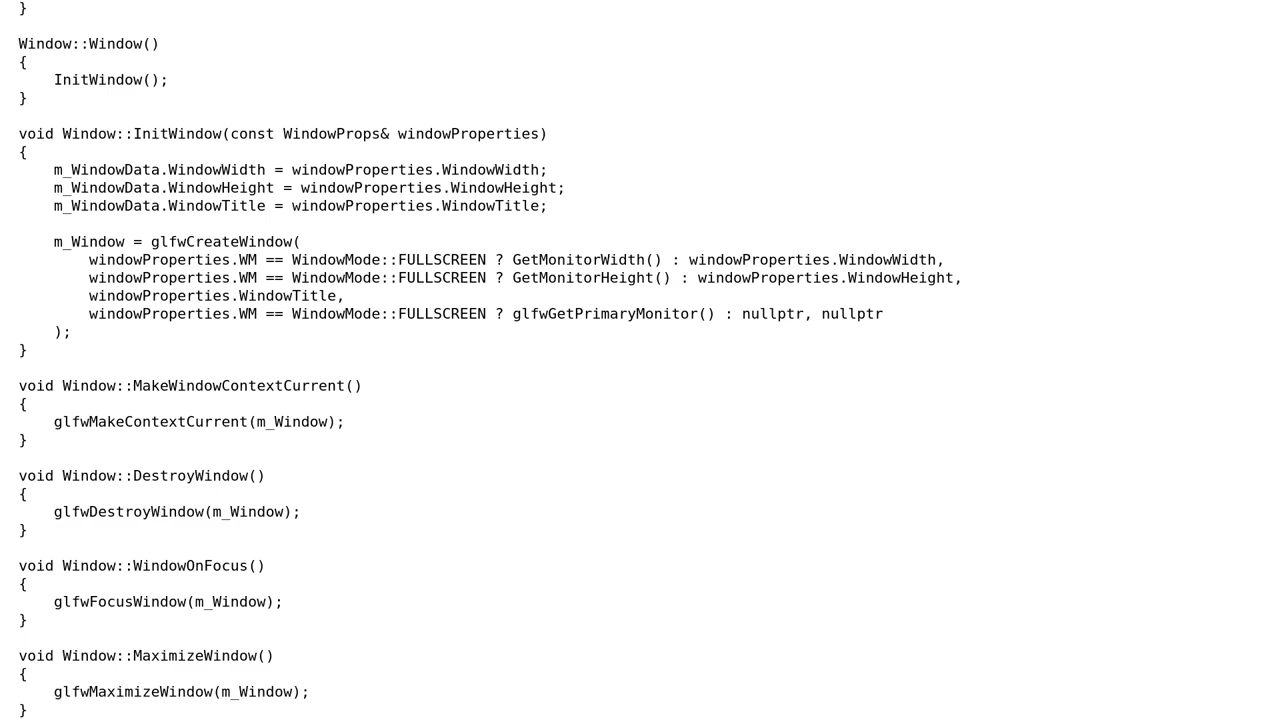 }

Window::Window()
{
    InitWindow();
}

void Window::InitWindow(const WindowProps& windowProperties)
{
    m_WindowData.WindowWidth = windowProperties.WindowWidth;
    m_WindowData.WindowHeight = windowProperties.WindowHeight;
    m_WindowData.WindowTitle = windowProperties.WindowTitle;

    m_Window = glfwCreateWindow(
        windowProperties.WM == WindowMode::FULLSCREEN ? GetMonitorWidth() : windowProperties.WindowWidth,
        windowProperties.WM == WindowMode::FULLSCREEN ? GetMonitorHeight() : windowProperties.WindowHeight,
        windowProperties.WindowTitle,
        windowProperties.WM == WindowMode::FULLSCREEN ? glfwGetPrimaryMonitor() : nullptr, nullptr
    );
}

void Window::MakeWindowContextCurrent()
{
    glfwMakeContextCurrent(m_Window);
}

void Window::DestroyWindow()
{
    glfwDestroyWindow(m_Window);
}

void Window::WindowOnFocus()
{
    glfwFocusWindow(m_Window);
}

void Window::MaximizeWindow()
{
    glfwMaximizeWindow(m_Window);
}